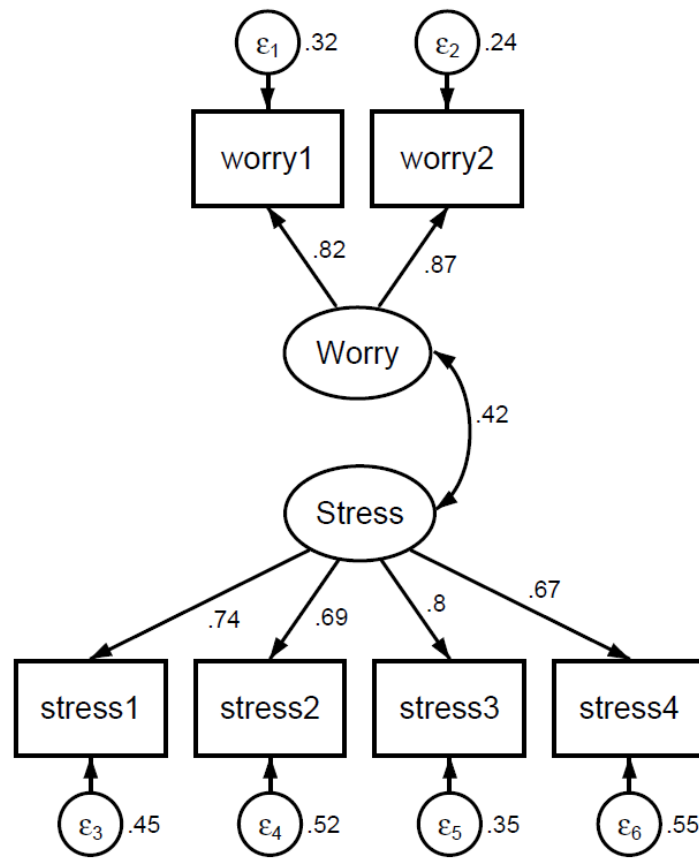 ε1 .32 ε2 .24
worry1 worry2
.82 .87
Worry
.42
Stress
.74 .69 .8 .67
stress1 stress2 stress3 stress4
ε3 .45 ε4 .52 ε5 .35 ε6 .55